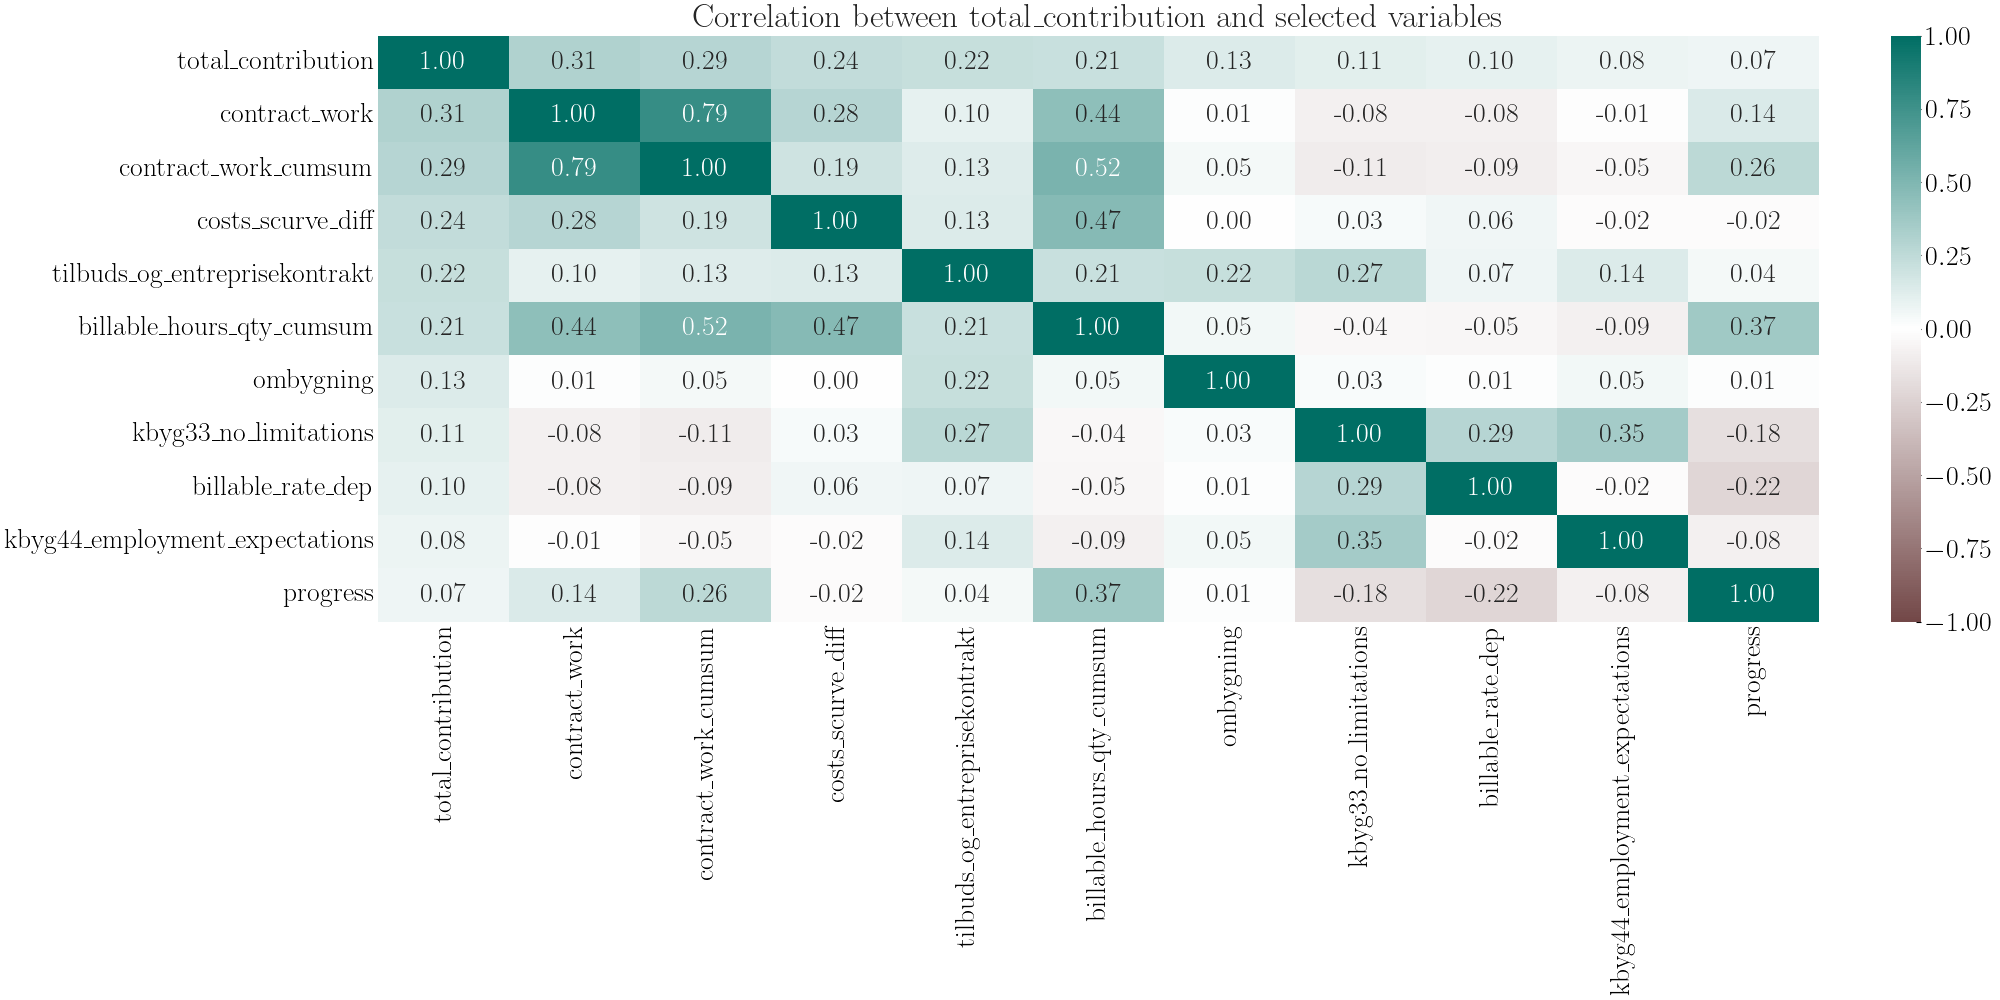 Correlation between total_contribution and selected variables
total_contribution 1.00 0.31 0.29 0.24 0.22 0.21 0.13 0.11 0.10 0.08 0.07
contract_work 0.31 1.00 0.79 0.28 0.10 0.44 0.01 -0.08 -0.08 -0.01 0.14
contract_work_cumsum 0.29 0.79 1.00 0.19 0.13 0.52 0.05 -0.11 -0.09 -0.05 0.26
costs_scurve_diff 0.24 0.28 0.19 1.00 0.13 0.47 0.00 0.03 0.06 -0.02 -0.02
tilbuds_og_entreprisekontrakt 0.22 0.10 0.13 0.13 1.00 0.21 0.22 0.27 0.07 0.14 0.04
billable_hours_qty_cumsum 0.21 0.44 0.52 0.47 0.21 1.00 0.05 -0.04 -0.05 -0.09 0.37
ombygning 0.13 0.01 0.05 0.00 0.22 0.05 1.00 0.03 0.01 0.05 0.01
kbyg33_no_limitations 0.11 -0.08 -0.11 0.03 0.27 -0.04 0.03 1.00 0.29 0.35 -0.18
billable_rate_dep 0.10 -0.08 -0.09 0.06 0.07 -0.05 0.01 0.29 1.00 -0.02 -0.22
kbyg44_employment_expectations 0.08 -0.01 -0.05 -0.02 0.14 -0.09 0.05 0.35 -0.02 1.00 -0.08
progress 0.07 0.14 0.26 -0.02 0.04 0.37 0.01 -0.18 -0.22 -0.08 1.00
total_contribution
contract_work
contract_work_cumsum
costs_scurve_diff
tilbuds_og_entreprisekontrakt
billable_hours_qty_cumsum
ombygning
kbyg33_no_limitations
billable_rate_dep
kbyg44_employment_expectations
progress
1.00
0.75
0.50
0.25
0.00
−0.25
−0.50
−0.75
−1.00